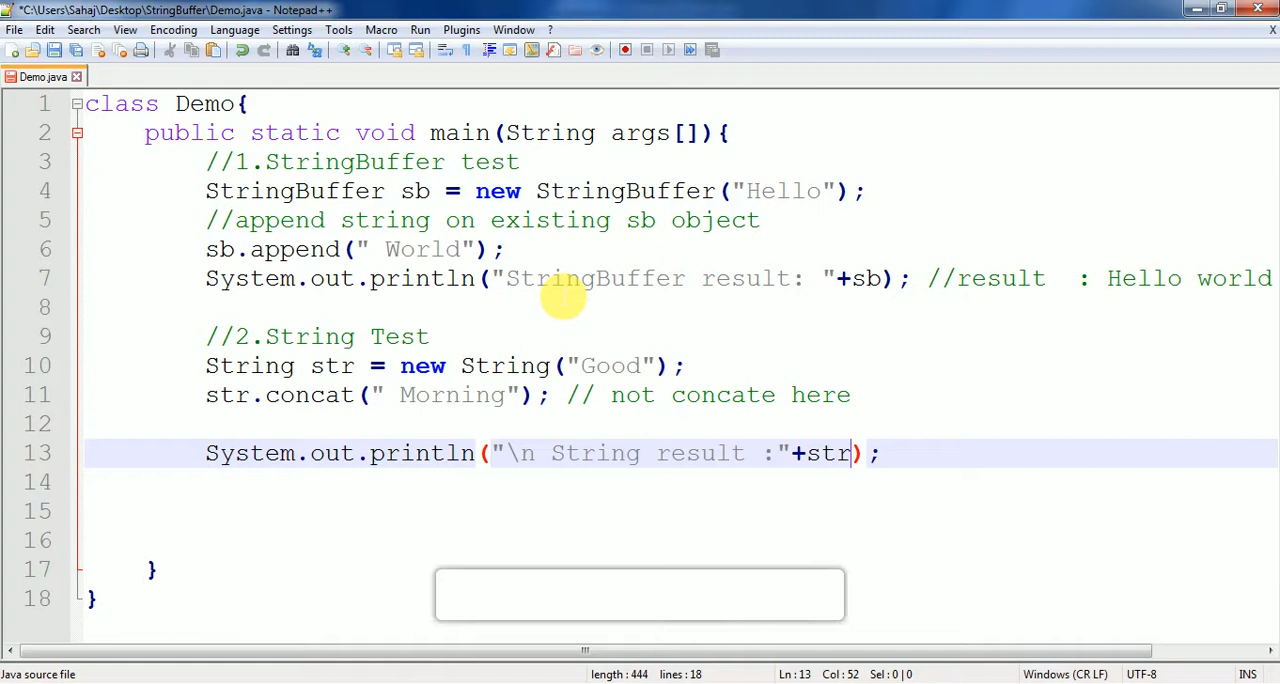 *C:\Users\Sahaj\Desktop\StringBuffer\Demo.java - Notepad++
File Edit Search View Encoding Language Settings Tools Macro Run Plugins Window ? X
Demo.java
1 class Demo{
2 public static void main(String args[]){
3 //1.StringBuffer test
4 StringBuffer sb = new StringBuffer("Hello");
5 //append string on existing sb object
6 sb.append(" World");
7 System.out.println("StringBuffer result: "+sb); //result : Hello world
8
9 //2.String Test
10 String str = new String("Good");
11 str.concat(" Morning"); // not concate here
12
13 System.out.println("\n String result :"+str);
14
15
16
17 }
18 }
Java source file length : 444 lines : 18 Ln : 13 Col : 52 Sel : 0 | 0 Windows (CR LF) UTF-8 INS